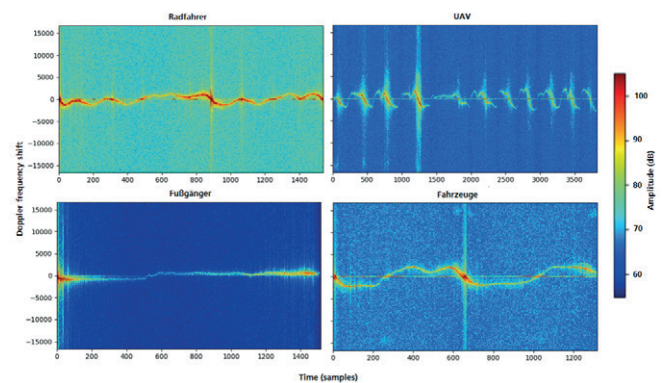 Radfahrer
UAV
15000
10000
5000
0
−5000
−10000
−15000
0 200 400 600 800 1000 1200 1400
0 500 1000 1500 2000 2500 3000 3500
Fußgänger
Fahrzeuge
15000
10000
5000
0
−5000
−10000
−15000
0 200 400 600 800 1000 1200 1400
0 200 400 600 800 1000 1200
Doppler frequency shift
Time (samples)
100
90
80
70
60
Amplitude (dB)